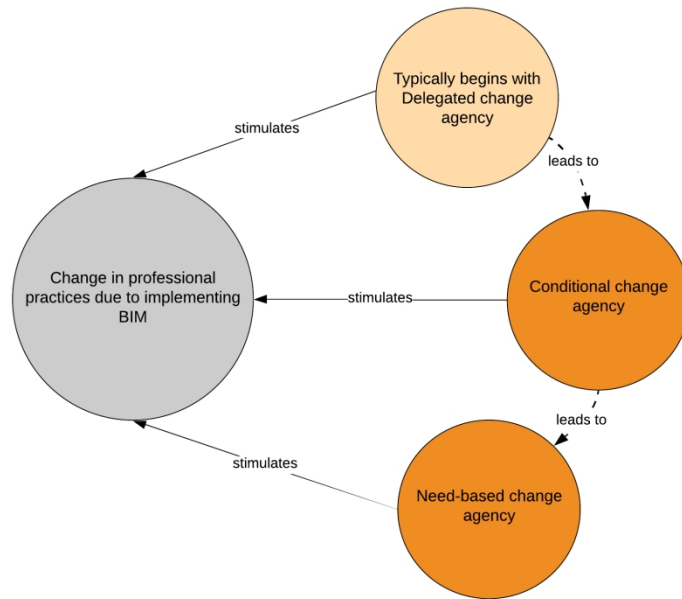 Typically begins with
Delegated change
agency
stimulates
leads to
Change in professional
practices due to implementing
BIM
stimulates
Conditional change
agency
leads to
stimulates
Need-based change
agency